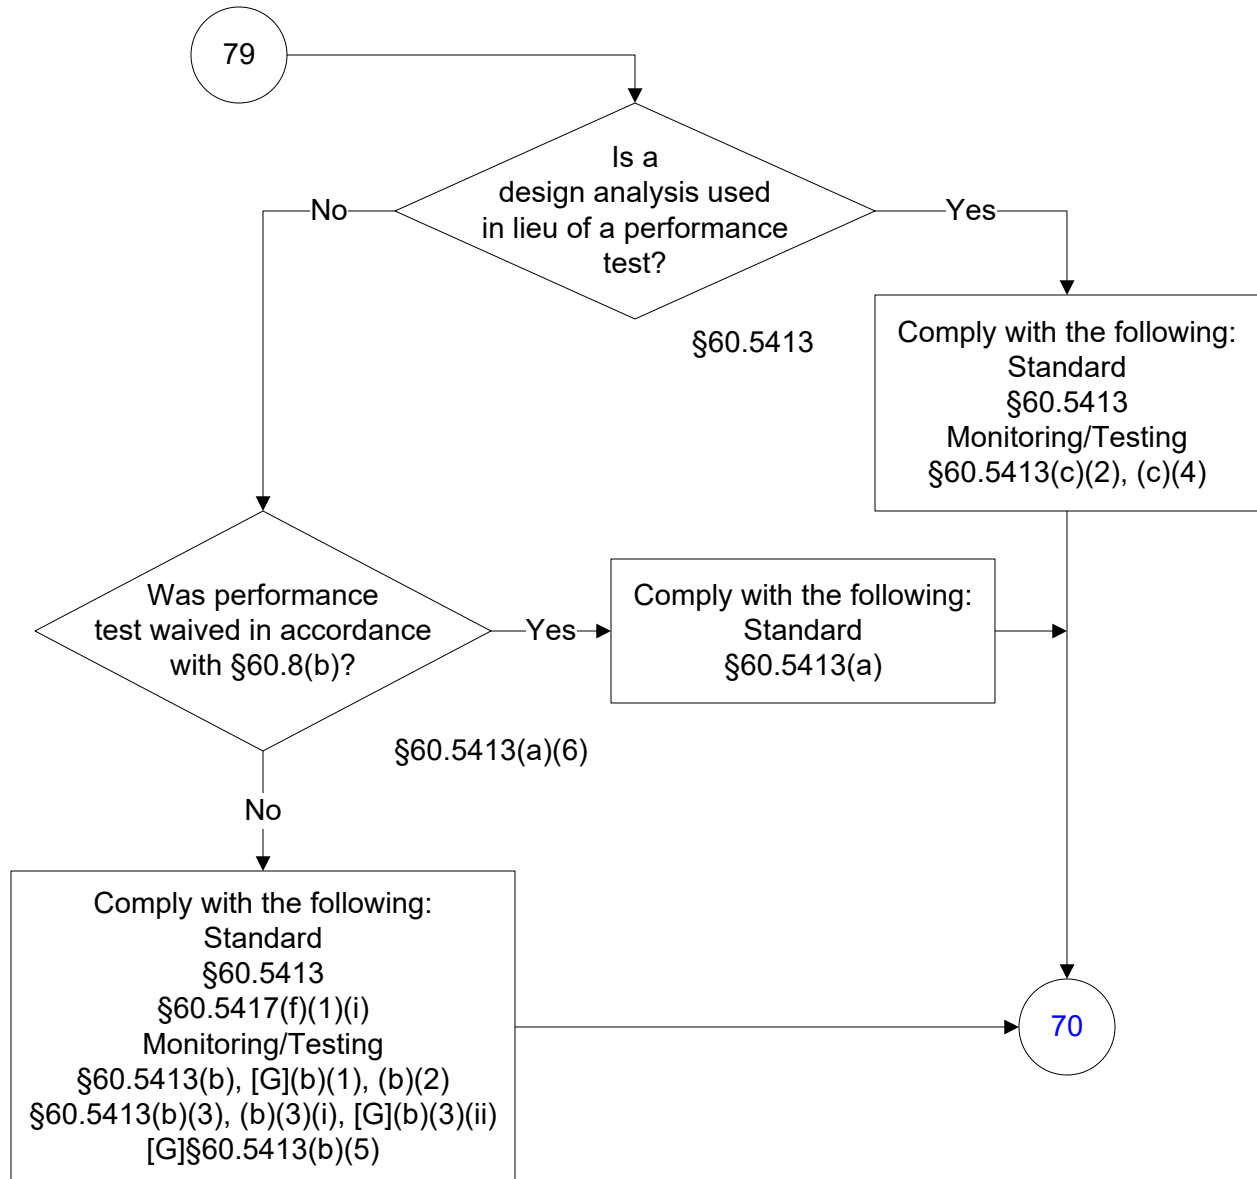 79
Is a
design analysis used
in lieu of a performance
test?
No
Yes
§60.5413
Comply with the following:
Standard
§60.5413
Monitoring/Testing
§60.5413(c)(2), (c)(4)
Was performance
test waived in accordance
with §60.8(b)?
Yes
Comply with the following:
Standard
§60.5413(a)
§60.5413(a)(6)
No
Comply with the following:
Standard
§60.5413
§60.5417(f)(1)(i)
Monitoring/Testing
§60.5413(b), [G](b)(1), (b)(2)
§60.5413(b)(3), (b)(3)(i), [G](b)(3)(ii)
[G]§60.5413(b)(5)
70